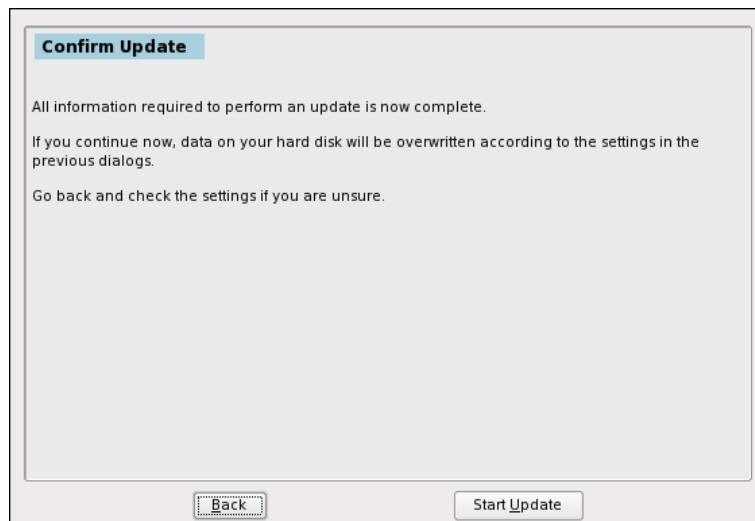 Confirm Update
All information required to perform an update is now complete.
If you continue now, data on your hard disk will be overwritten according to the settings in the
previous dialogs.
Go back and check the settings if you are unsure.
Back
Start Update